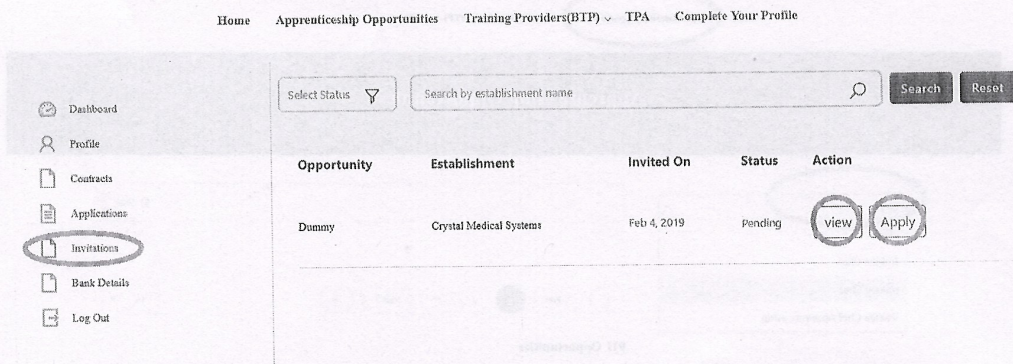 Home Apprenticeship Opportunities Training Providers(BTP) TPA Complete Your Profile
Select Status Search by establishment name Search Reset
Dashboard
Profile
Contracts
Applications
Invitations
Bank Details
Log Out
Opportunity Establishment Invited On Status Action
Dummy Crystal Medical Systems Feb 4, 2019 Pending view Apply